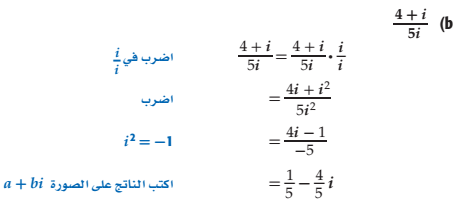 b) (4 + i)/(5i)
اضرب في i/i (4 + i)/(5i) = (4 + i)/(5i) · i/i
اضرب = (4i + i²)/(5i²)
i² = −1 = (4i − 1)/(−5)
اكتب الناتج على الصورة a + bi = 1/5 − 4/5 i